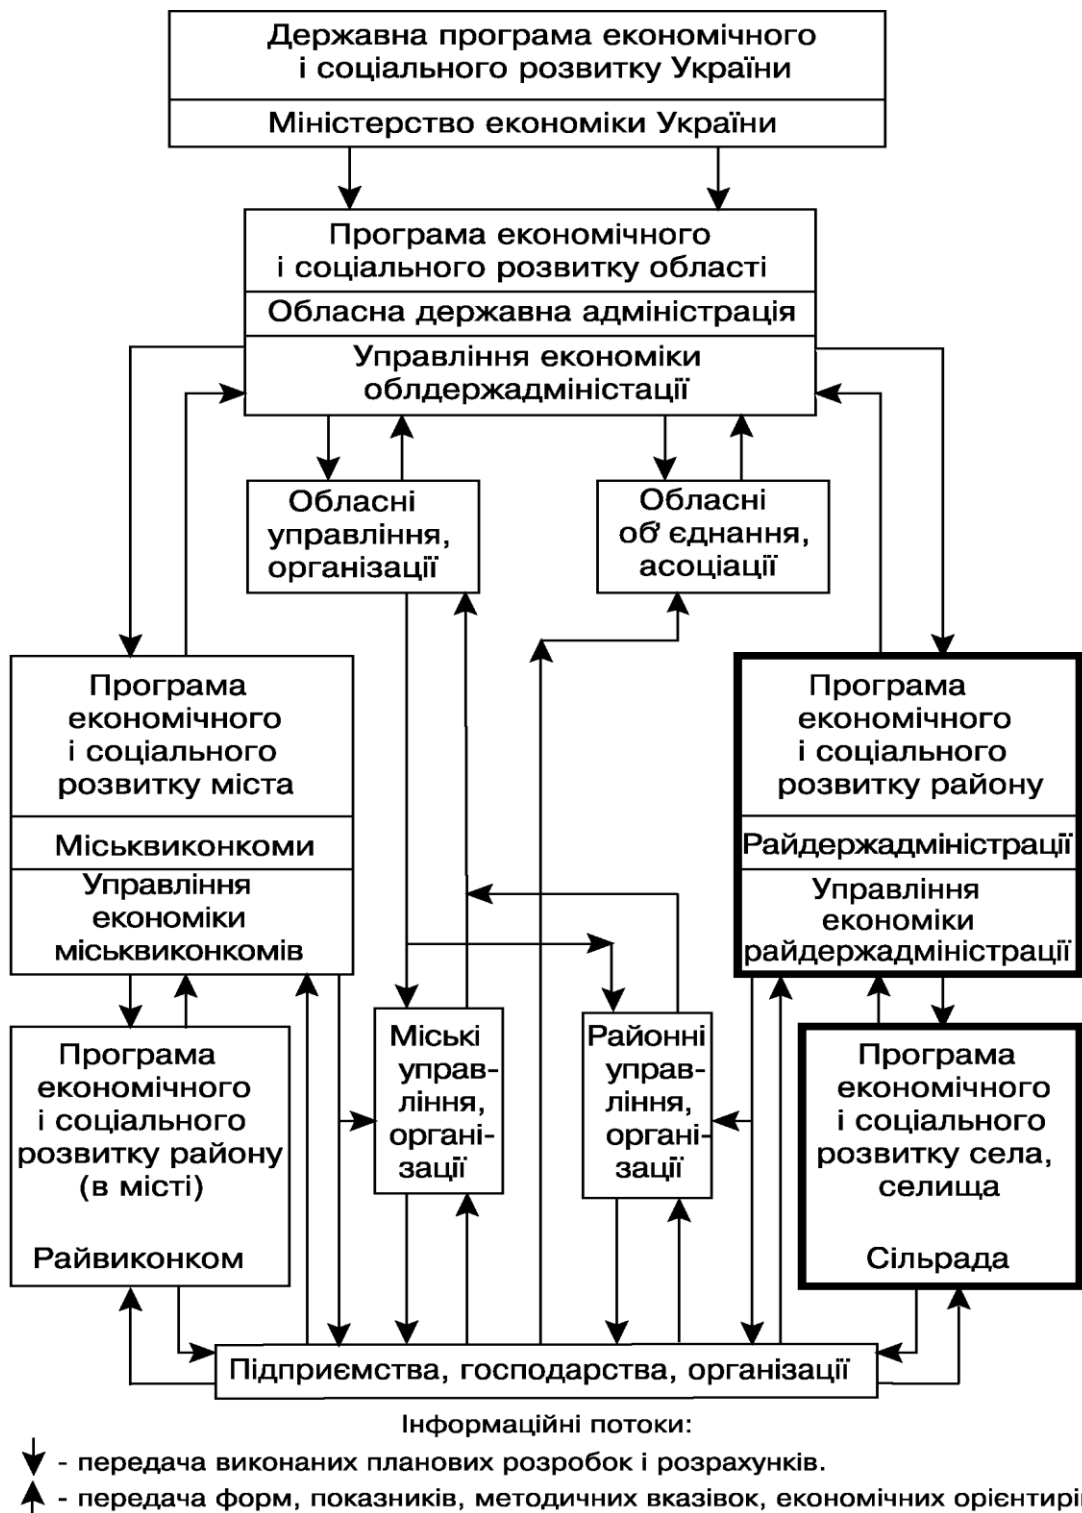 Державна програма економічного
і соціального розвитку України
Міністерство економіки України
Програма економічного
і соціального розвитку області
Обласна державна адміністрація
Управління економіки
облдержадміністації
Обласні
управління,
організації
Обласні
об' єднання,
асоціації
Програма
економічного
і соціального
розвитку міста
Міськвиконкоми
Управління
економіки
міськвиконкомів
Програма
економічного
і соціального
розвитку району
Райдержадміністрації
Управління
економіки
райдержадміністрації
Програма
економічного
і соціального
розвитку району
(в місті)
Райвиконком
Міські
управ-
ління,
органі-
зації
Районні
управ-
ління,
органі-
зації
Програма
економічного
і соціального
розвитку села,
селища
Сільрада
Підприємства, господарства, організації
Інформаційні потоки:
- передача виконаних планових розробок і розрахунків.
- передача форм, показників, методичних вказівок, економічних орієнтирі